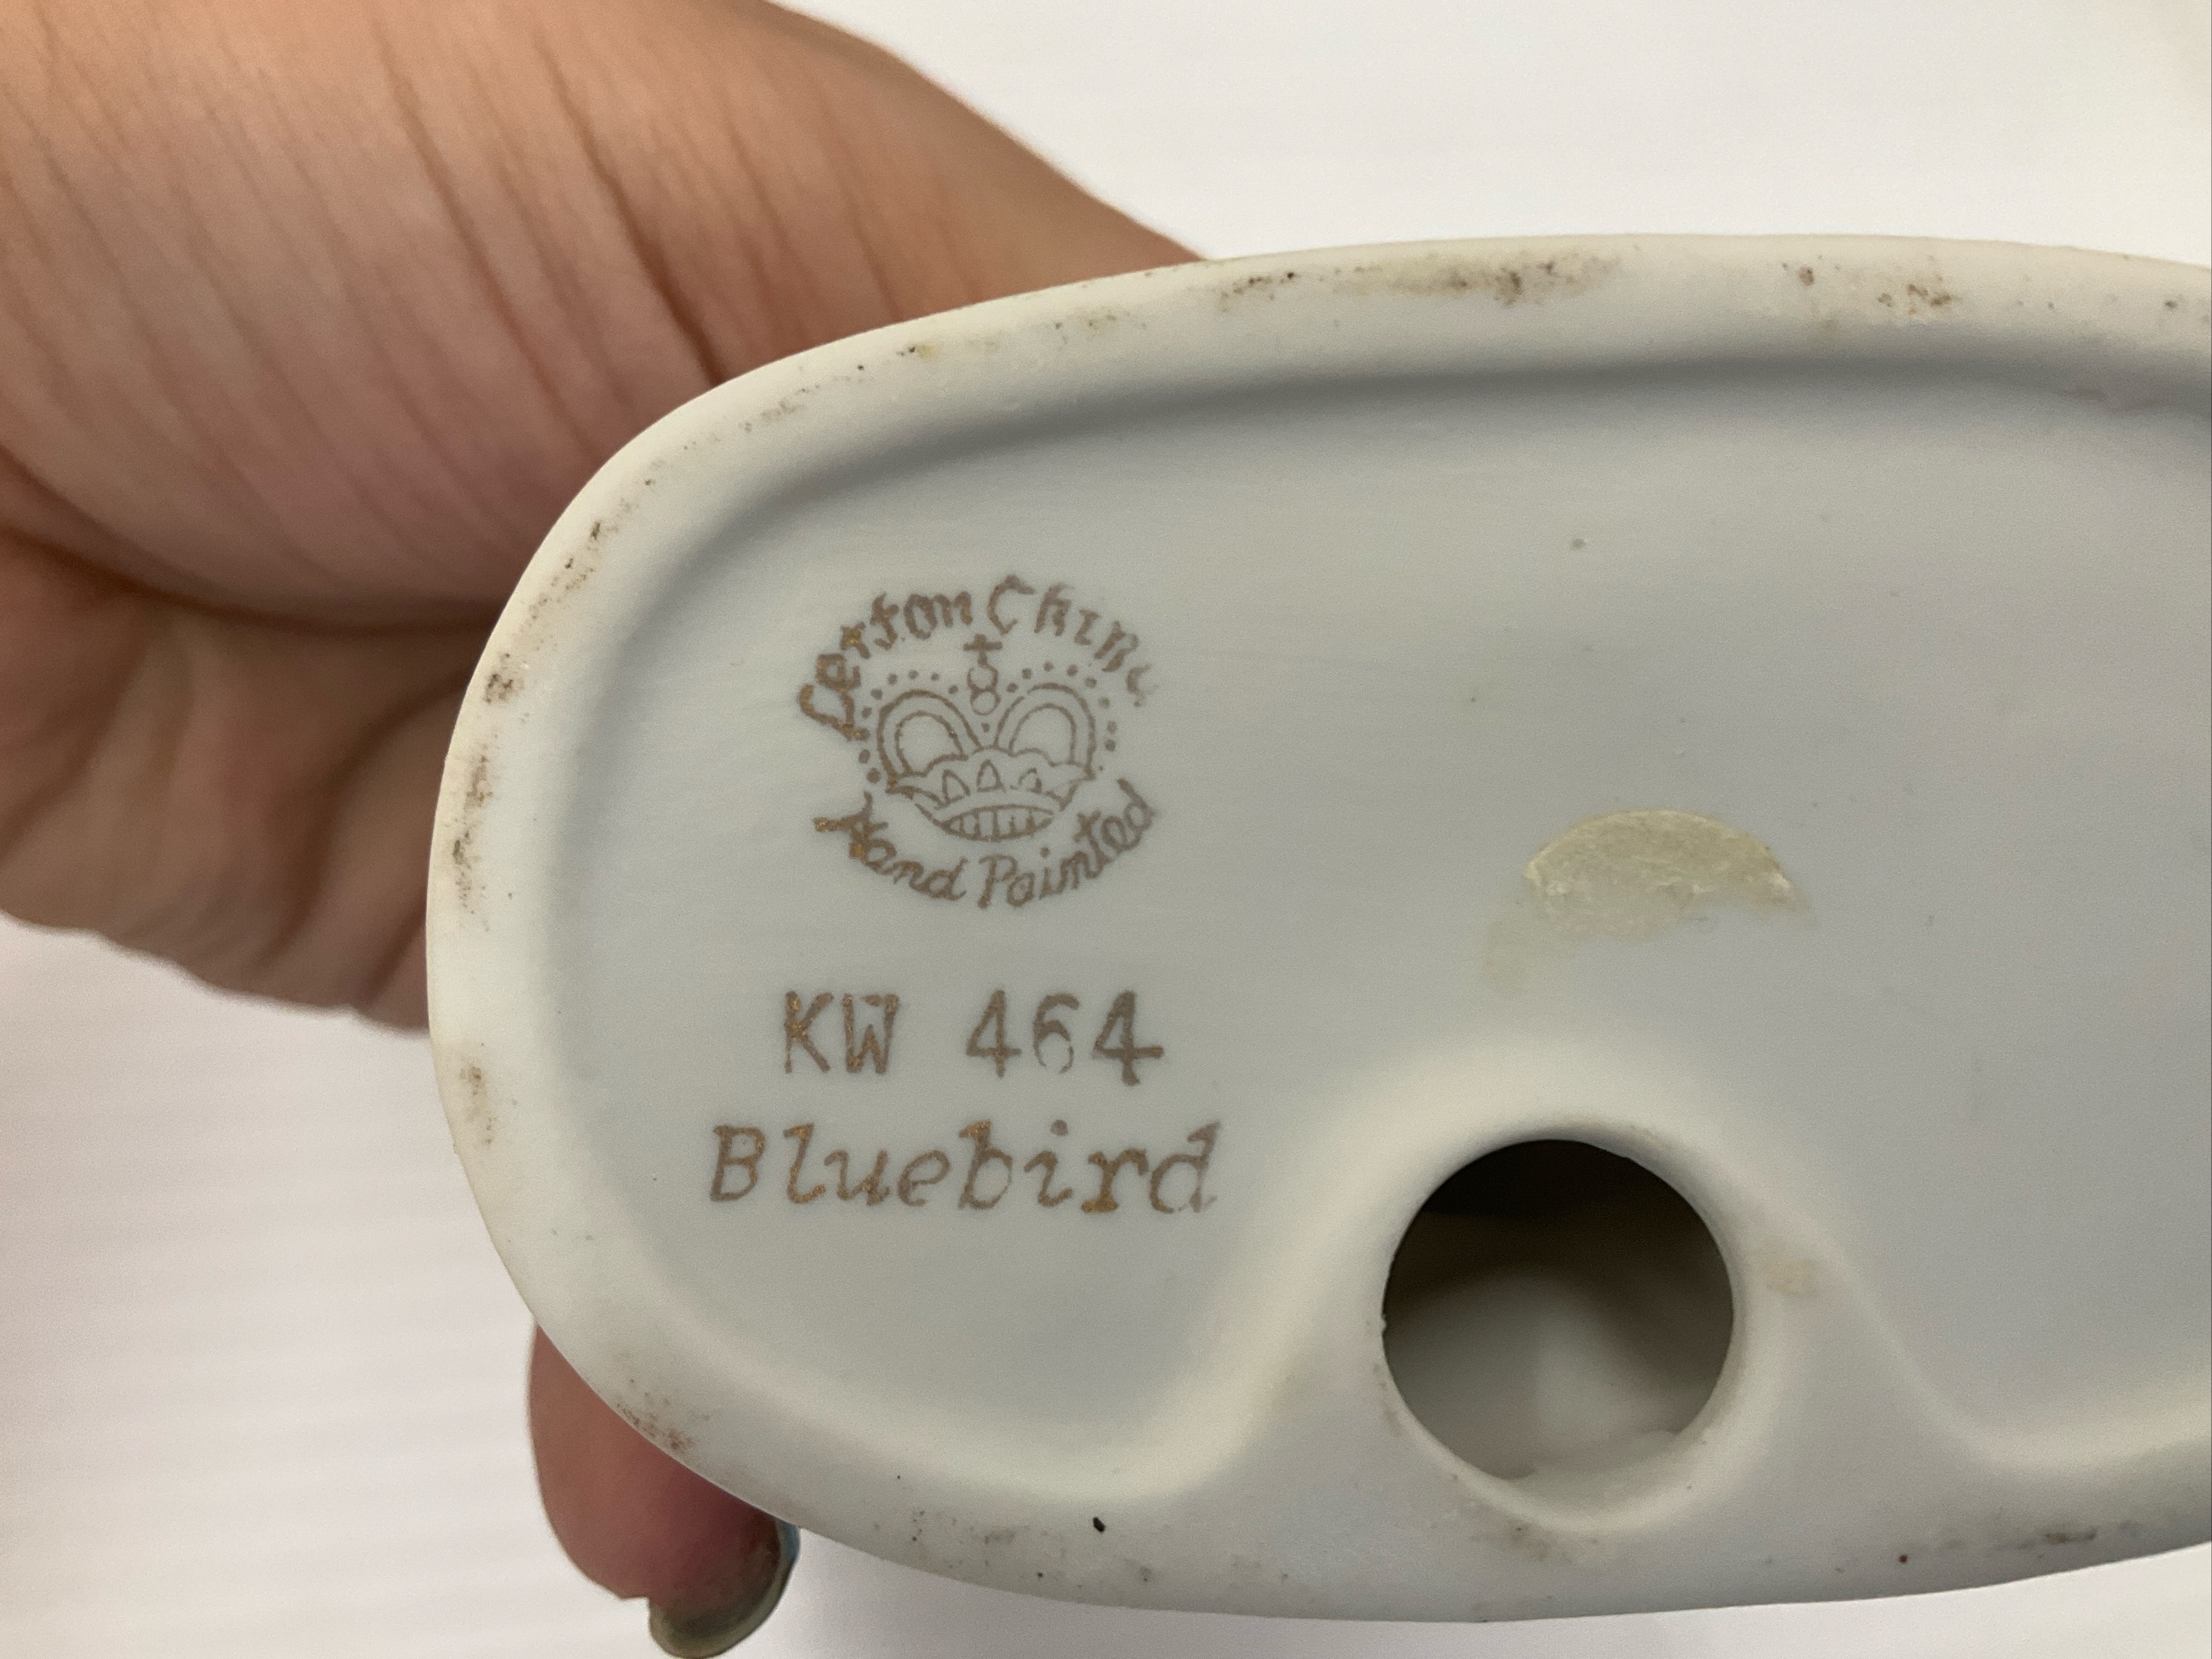 Lefton China
Hand Painted
KW 464
Bluebird